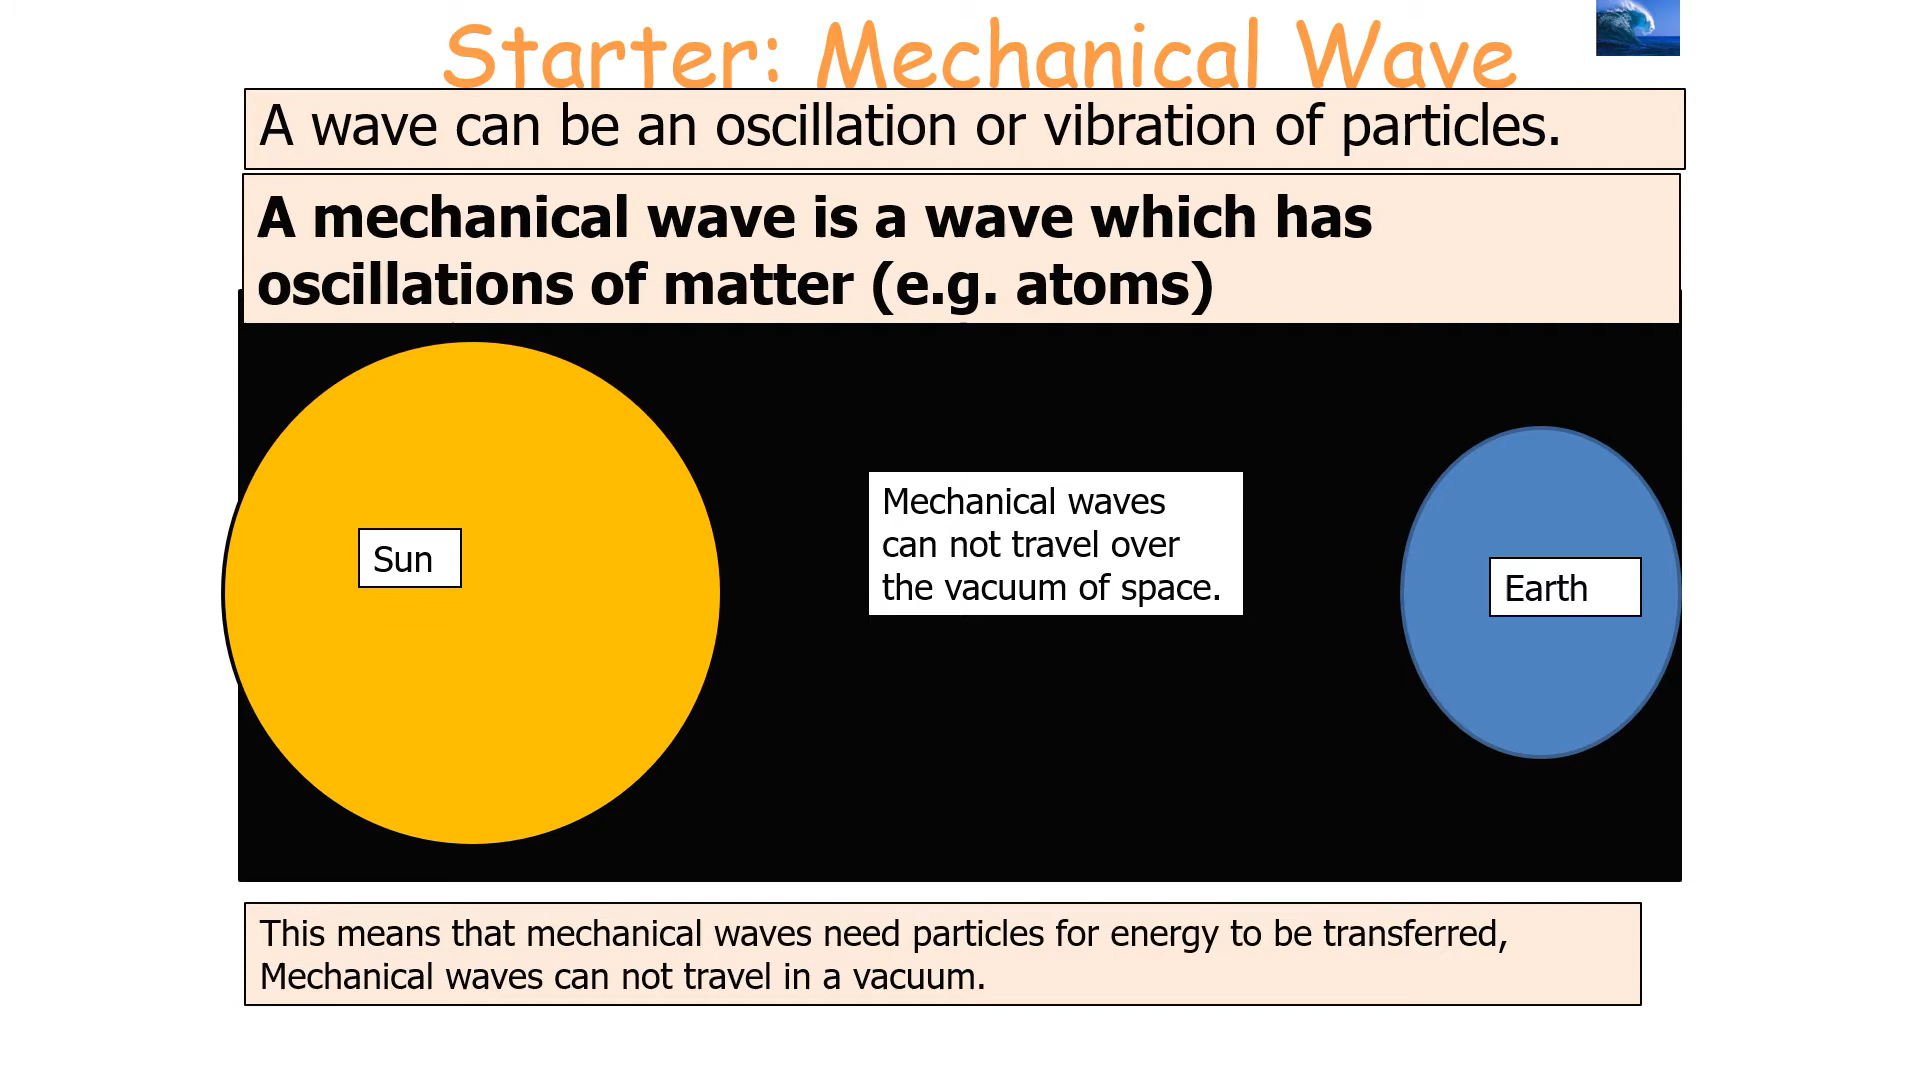 Starter: Mechanical Wave
A wave can be an oscillation or vibration of particles.
A mechanical wave is a wave which has
oscillations of matter (e.g. atoms)
Sun
Mechanical waves
can not travel over
the vacuum of space.
Earth
This means that mechanical waves need particles for energy to be transferred,
Mechanical waves can not travel in a vacuum.